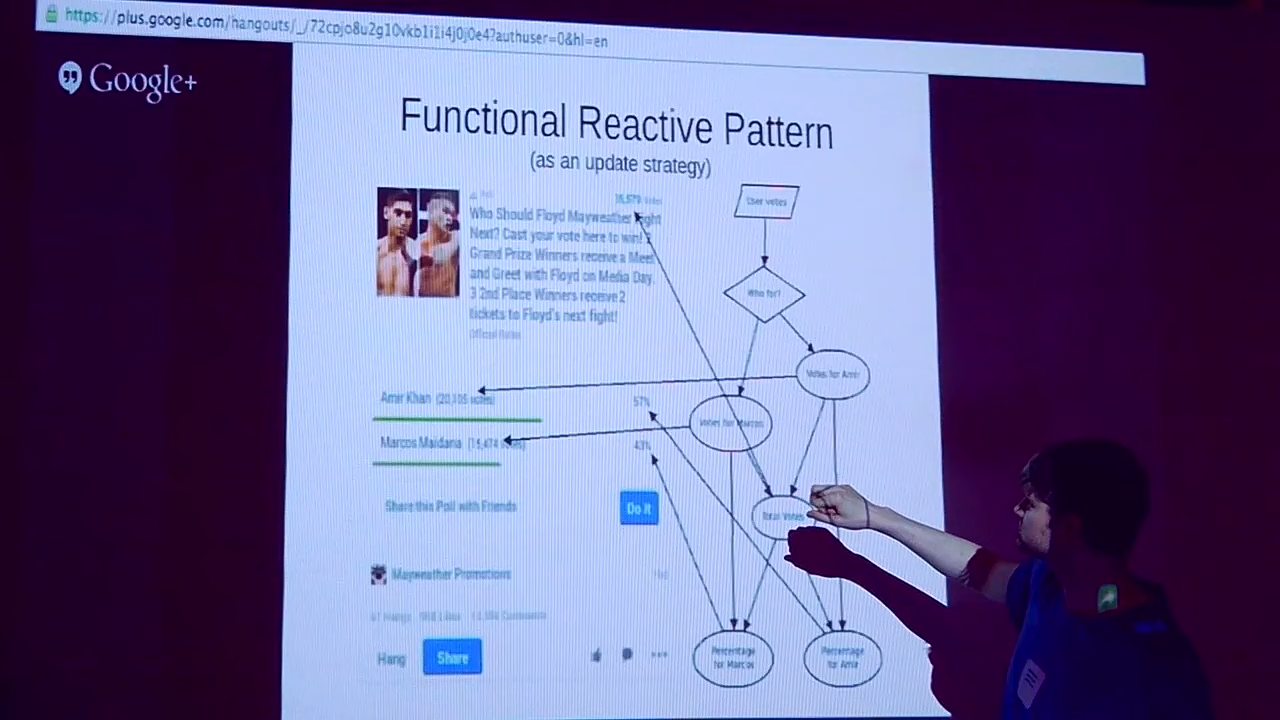 https://plus.google.com/hangouts/_/72cpjo8u2g10vkb1i1i4j0j0e4?authuser=0&hl=en
Google+
Functional Reactive Pattern
(as an update strategy)
Poll
16,579 votes
Who Should Floyd Mayweather Fight
Next? Cast your vote here to win!
Grand Prize Winners receive a Meet
and Greet with Floyd on Media Day.
3 2nd Place Winners receive 2
tickets to Floyd's next fight!
Official Rules
User votes
Who for?
Votes for Amir
Votes for Marcos
Amir Khan (20,105 votes)
57%
Marcos Maidana (15,474 votes)
43%
Share this Poll with Friends
Do it
Total Votes
Mayweather Promotions
Hang
Share
Percentage
for Marcos
Percentage
for Amir